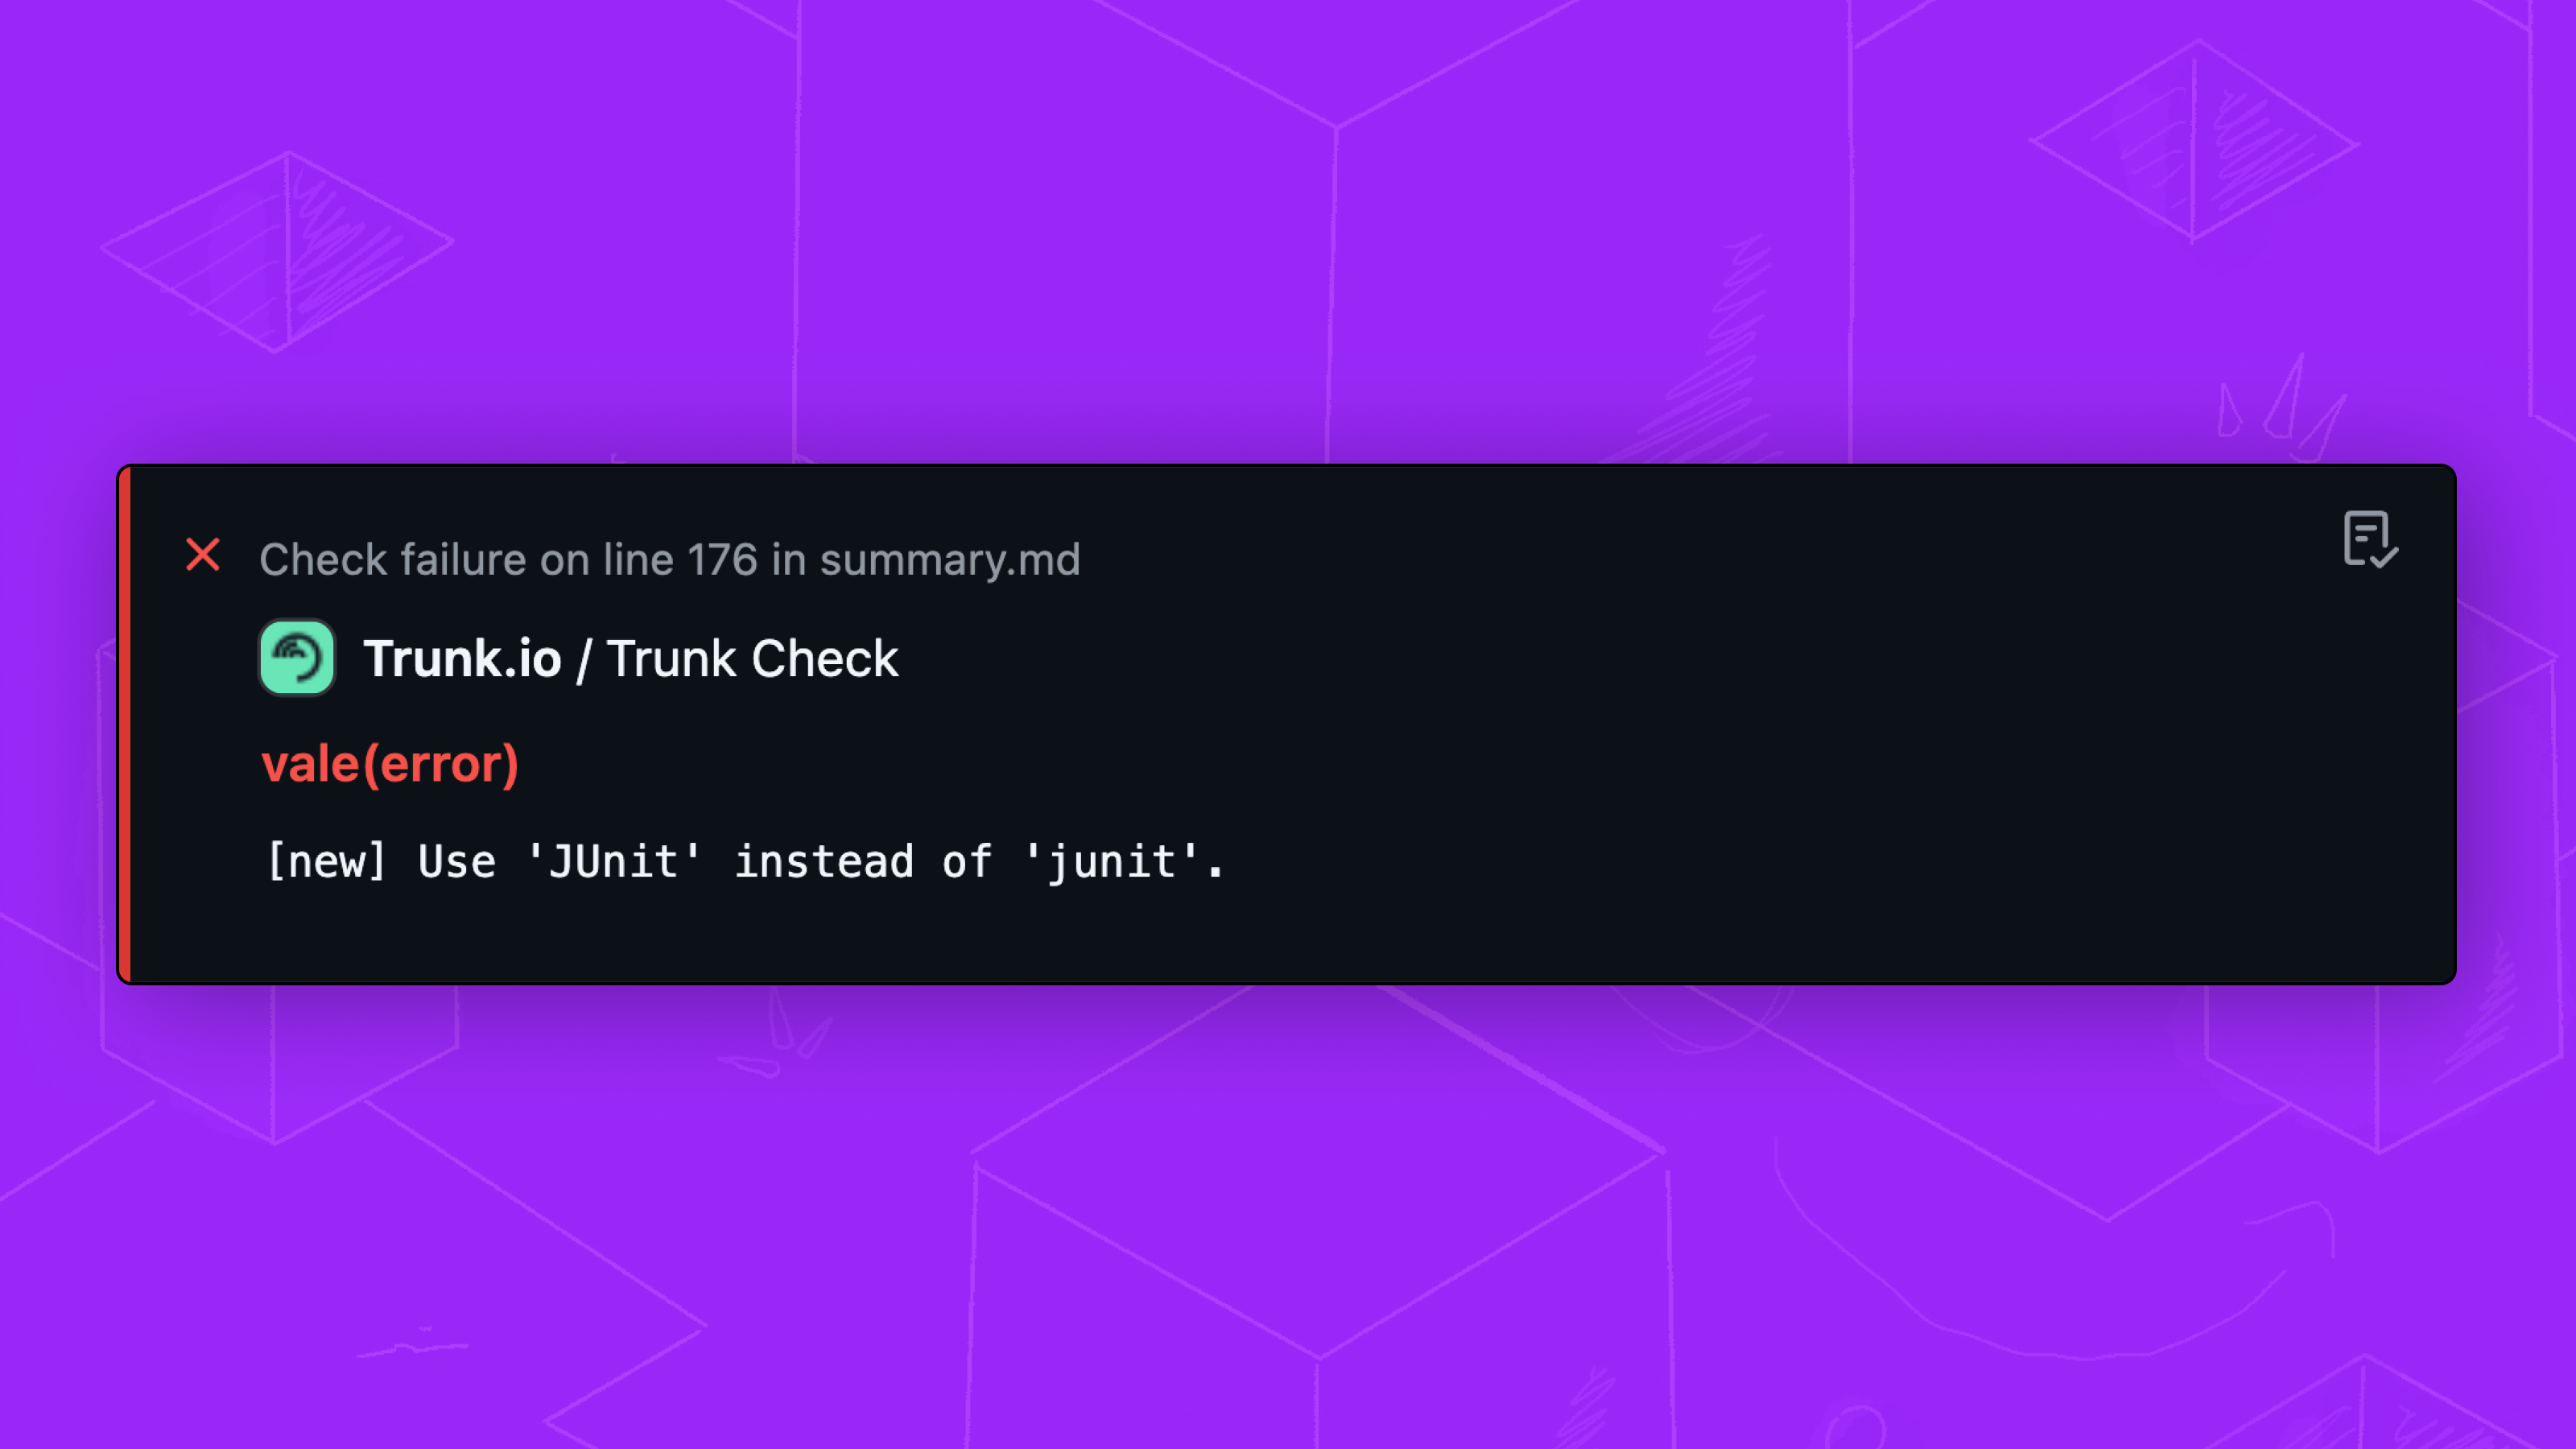 Check failure on line 176 in summary.md
Trunk.io / Trunk Check
vale(error)
[new] Use 'JUnit' instead of 'junit'.